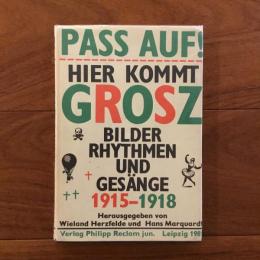 PASS AUF!
HIER KOMMT
GROSZ
BILDER
RHYTHMEN
UND
GESÄNGE
1915–1918
Herausgegeben von
Wieland Herzfelde und Hans Marquardt
Verlag Philipp Reclam jun. Leipzig 198